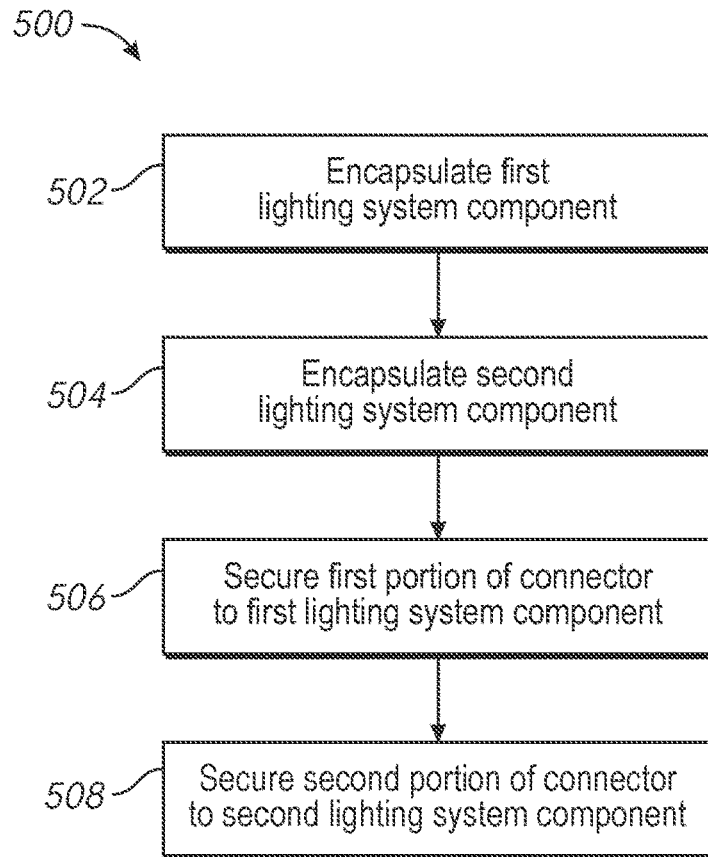 500
502
Encapsulate first
lighting system component
504
Encapsulate second
lighting system component
506
Secure first portion of connector
to first lighting system component
508
Secure second portion of connector
to second lighting system component